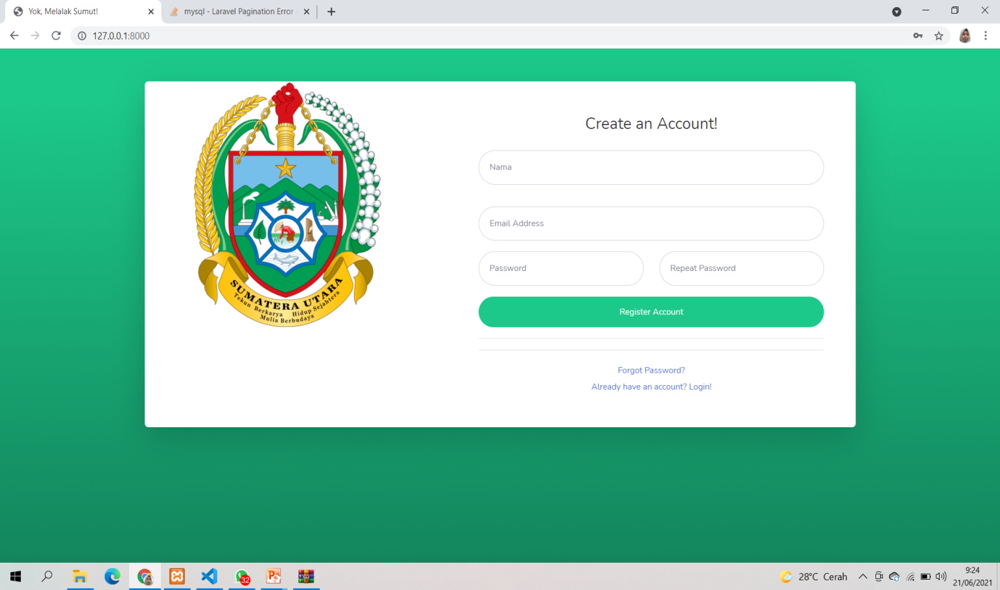 Yok, Melalak Sumut!
mysql - Laravel Pagination Error
127.0.0.1:8000
SUMATERA UTARA
Tekun Berkarya Hidup Sejahtera
Mulia Berbudaya
Create an Account!
Nama
Email Address
Password
Repeat Password
Register Account
Forgot Password?
Already have an account? Login!
32
28°C Cerah
9:24
21/06/2021